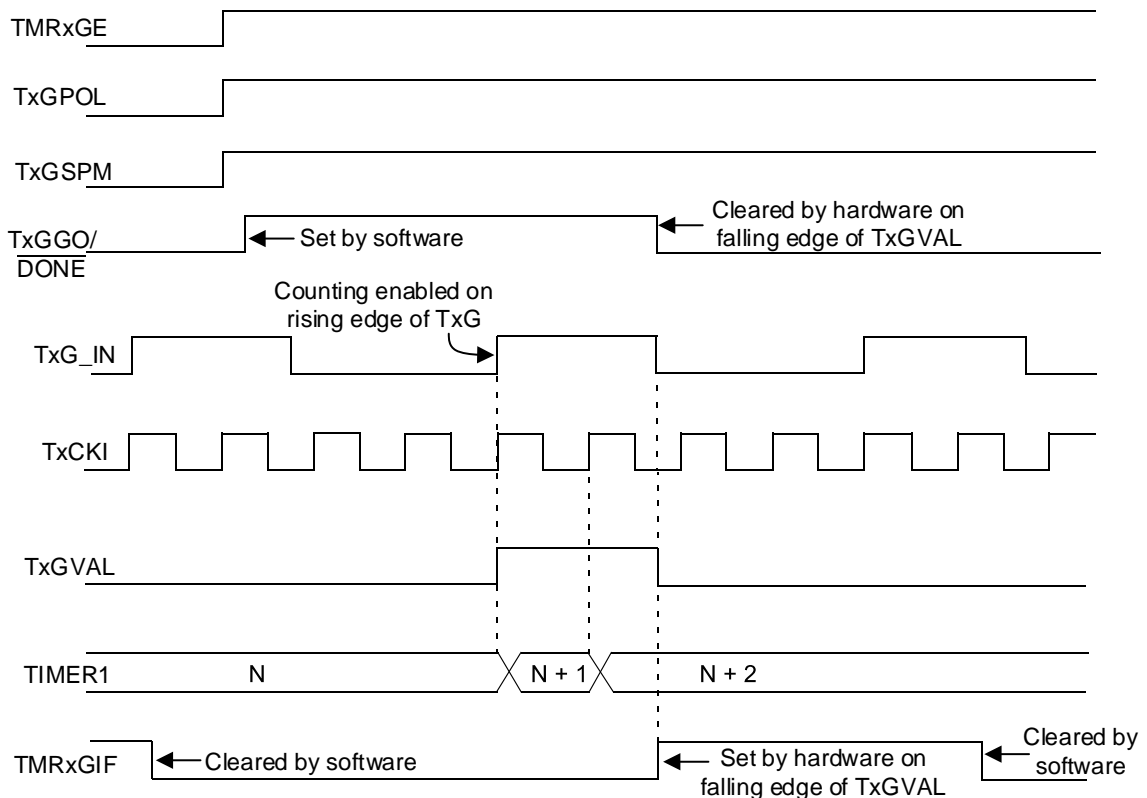 TMRxGE
TxGPOL
TxGSPM
TxGGO/
DONE
Set by software
Cleared by hardware on
falling edge of TxGVAL
Counting enabled on
rising edge of TxG
TxG_IN
TxCKI
TxGVAL
TIMER1
N
N + 1
N + 2
TMRxGIF
Cleared by software
Set by hardware on
falling edge of TxGVAL
Cleared by
software